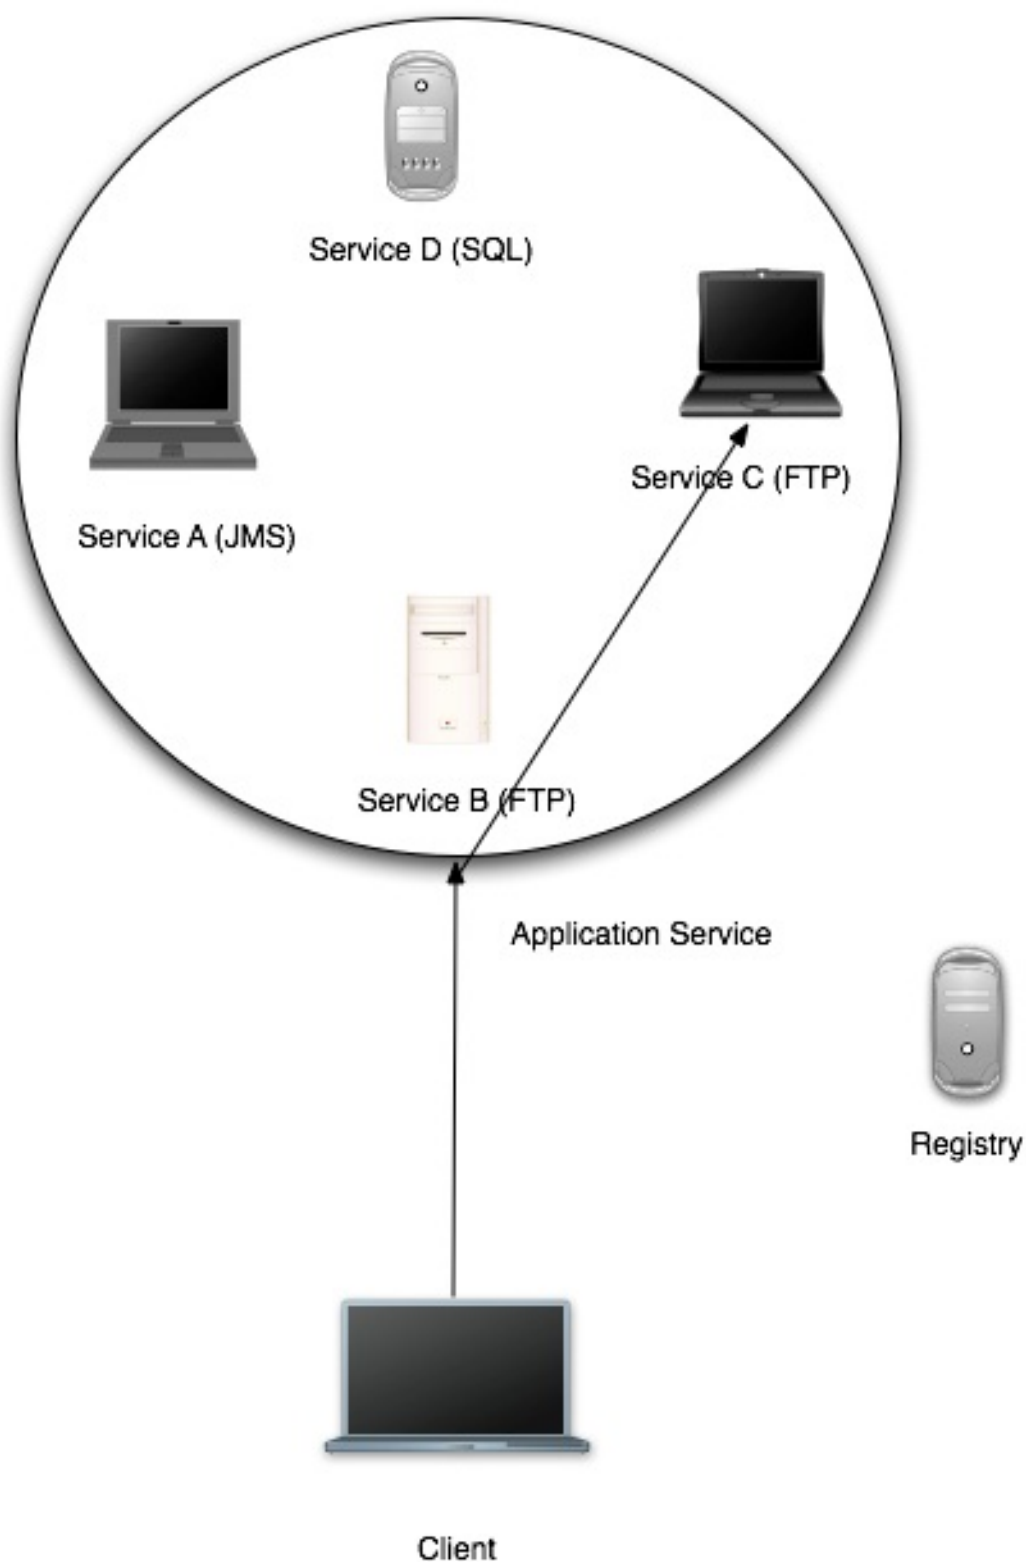 Service D (SQL)
Service C (FTP)
Service A (JMS)
Service B (FTP)
Application Service
Registry
Client